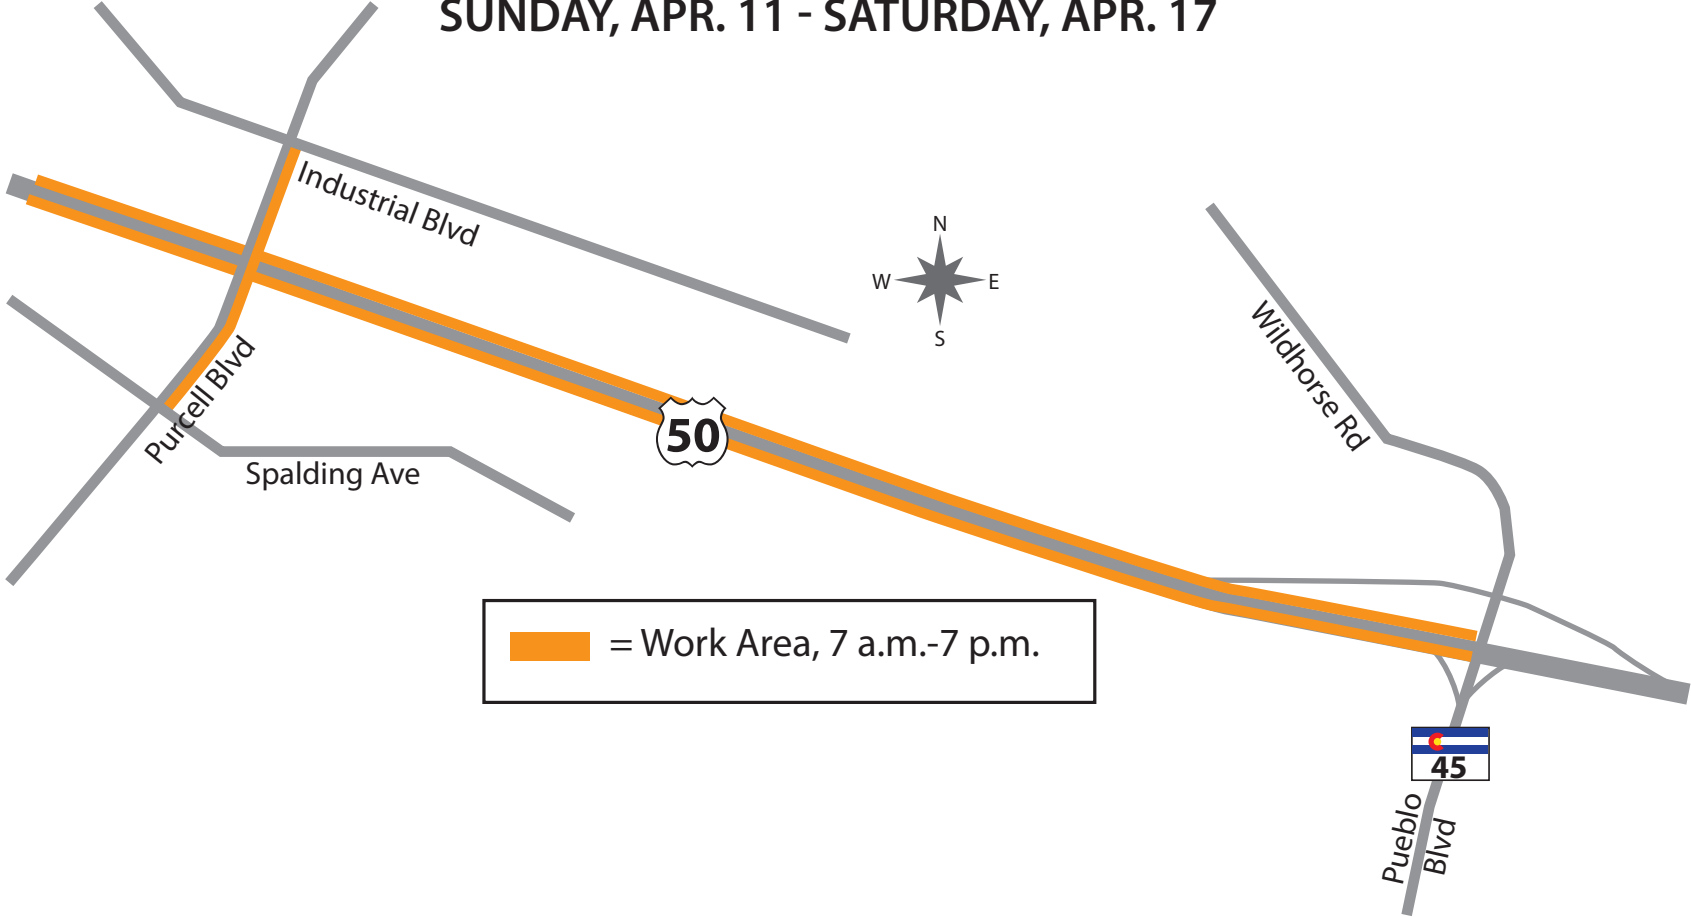 SUNDAY, APR. 11 - SATURDAY, APR. 17
Industrial Blvd
N
W
E
S
Wildhorse Rd
Purcell Blvd
50
Spalding Ave
= Work Area, 7 a.m.-7 p.m.
45
Pueblo
Blvd